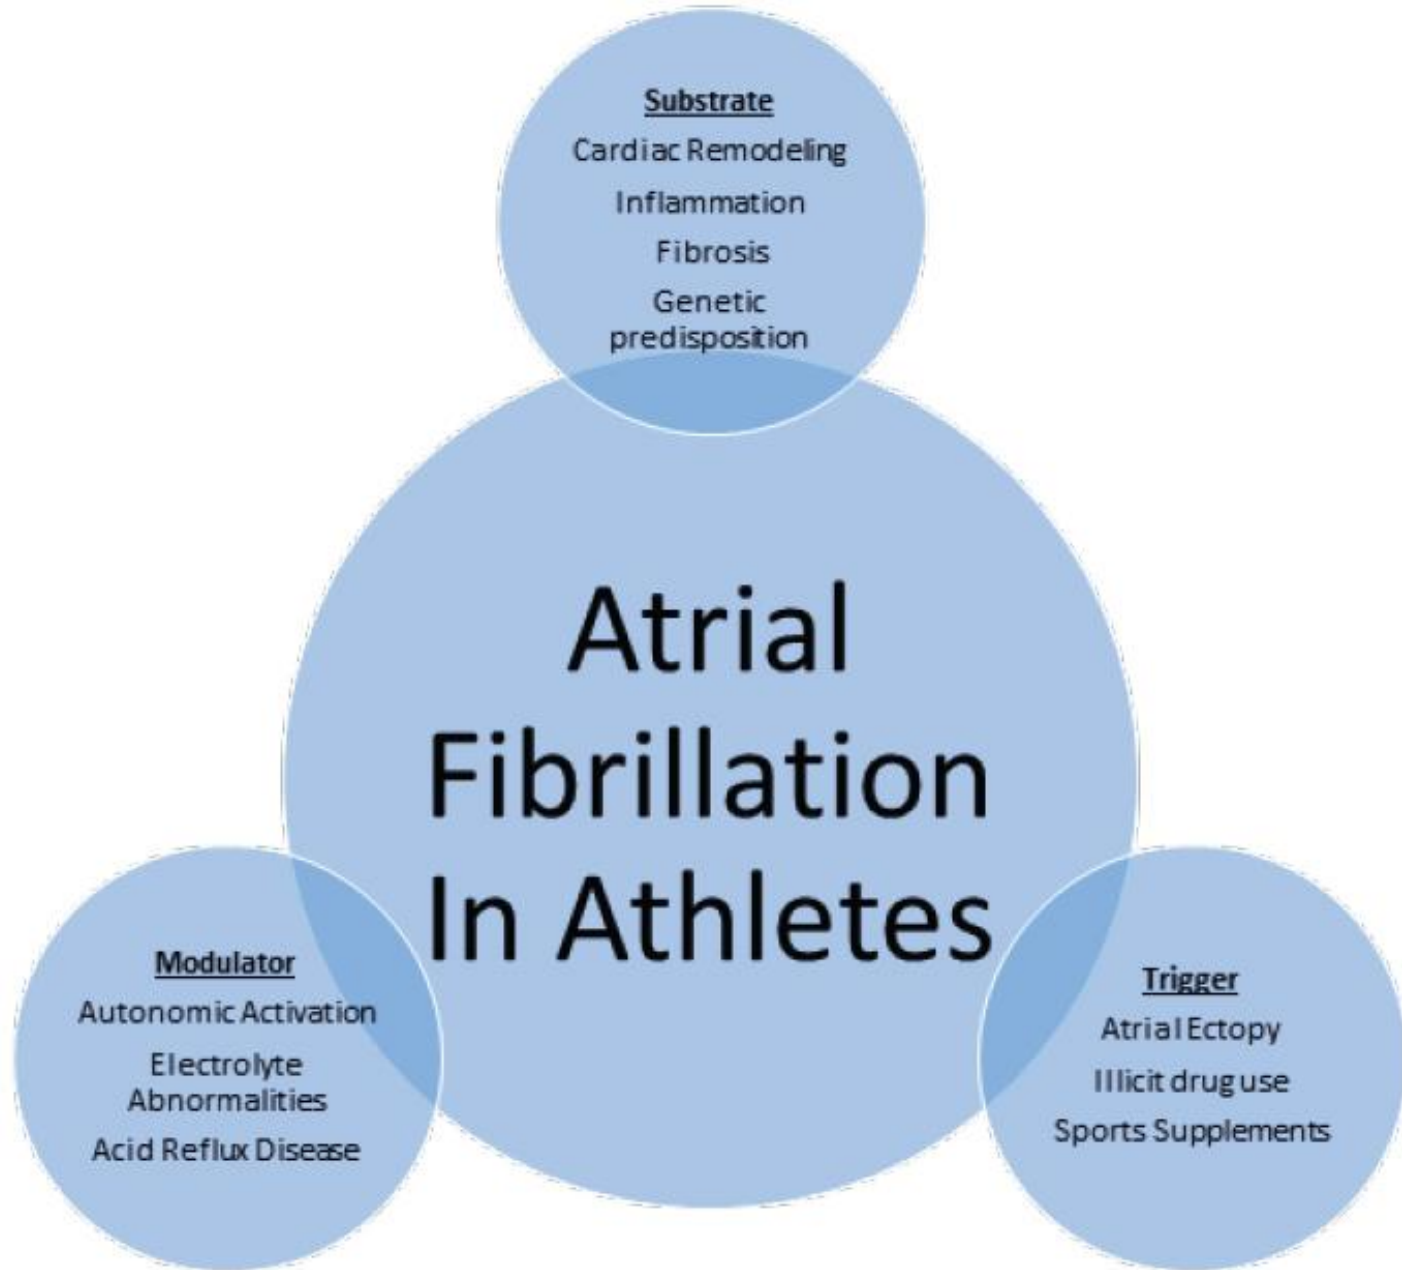 Substrate
Cardiac Remodeling
Inflammation
Fibrosis
Genetic
predisposition
Atrial
Fibrillation
In Athletes
Modulator
Autonomic Activation
Electrolyte
Abnormalities
Acid Reflux Disease
Trigger
Atrial Ectopy
Illicit drug use
Sports Supplements